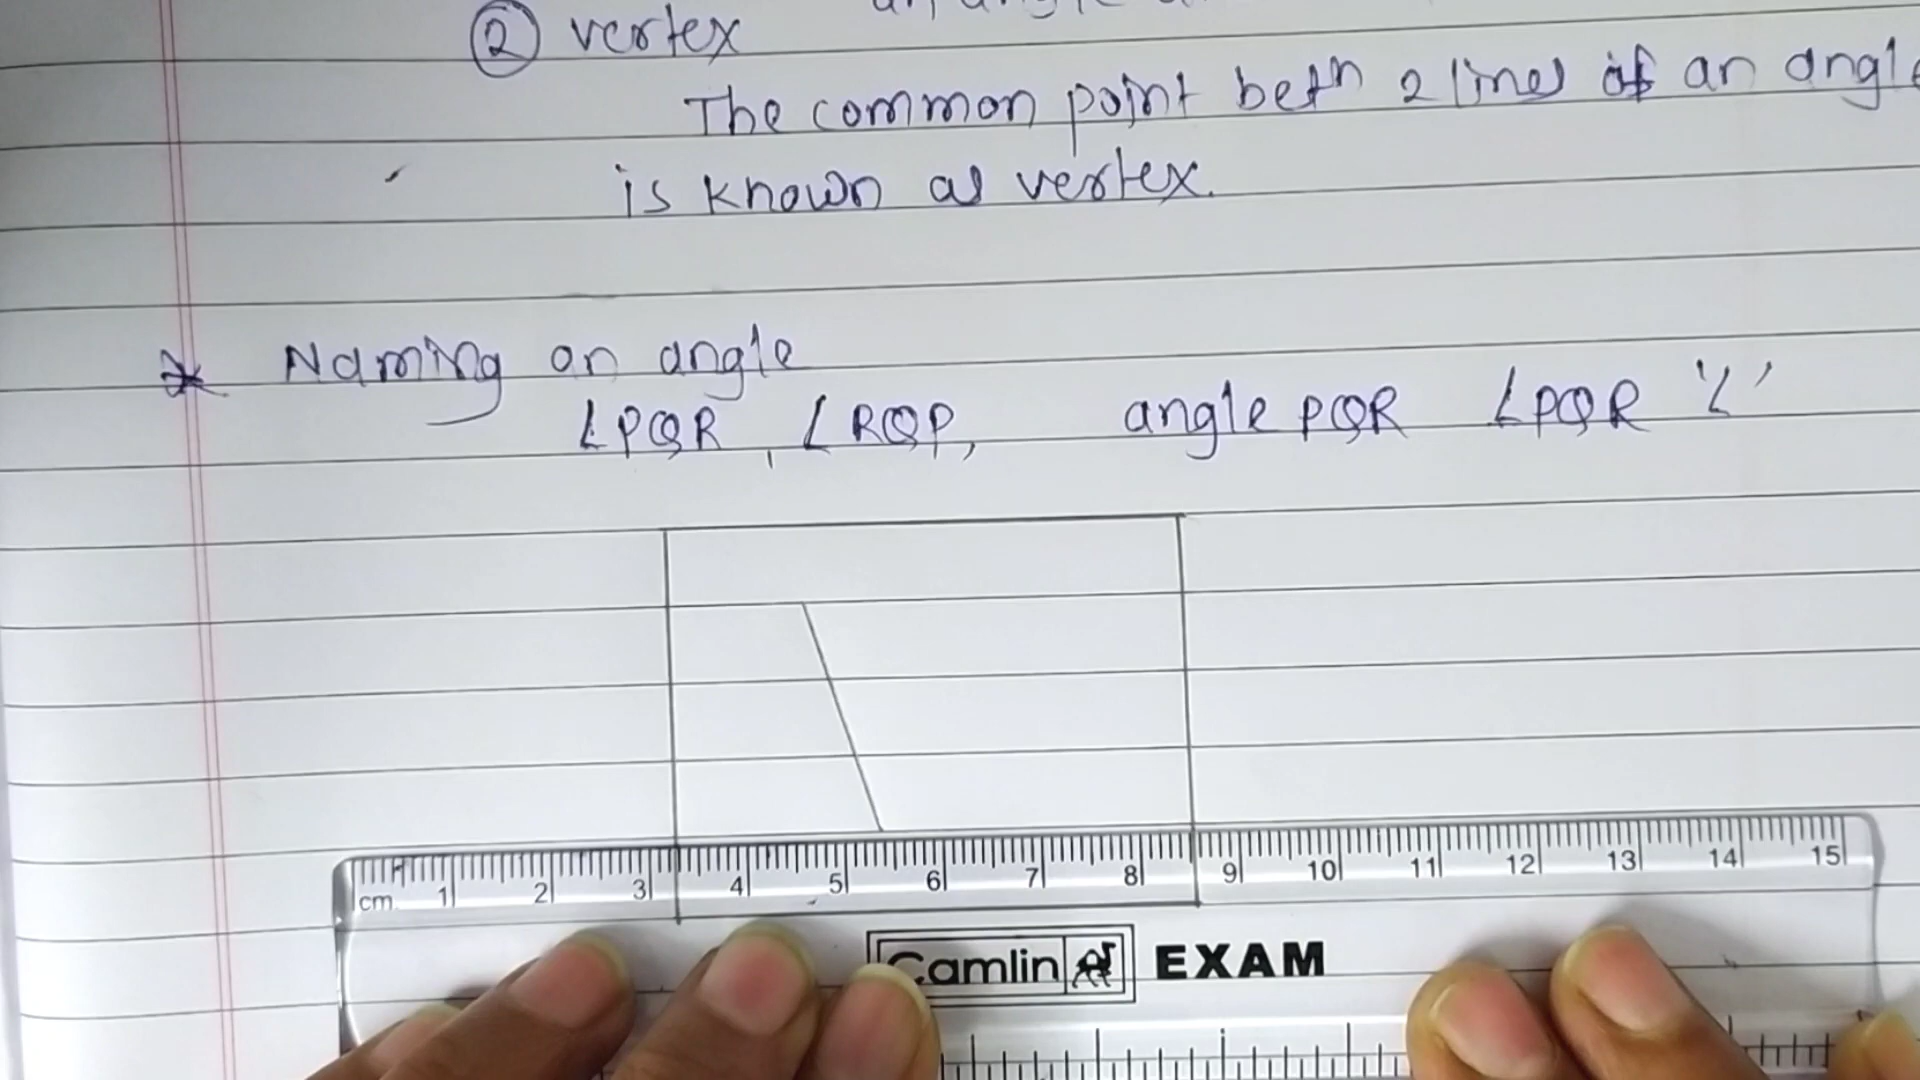 ② vertex
The common point betn 2 lines of an angle
is known as vertex.
* Naming an angle
∠PQR, ∠RQP, angle PQR ∠PQR '∠'
cm 1 2 3 4 5 6 7 8 9 10 11 12 13 14 15
Camlin EXAM